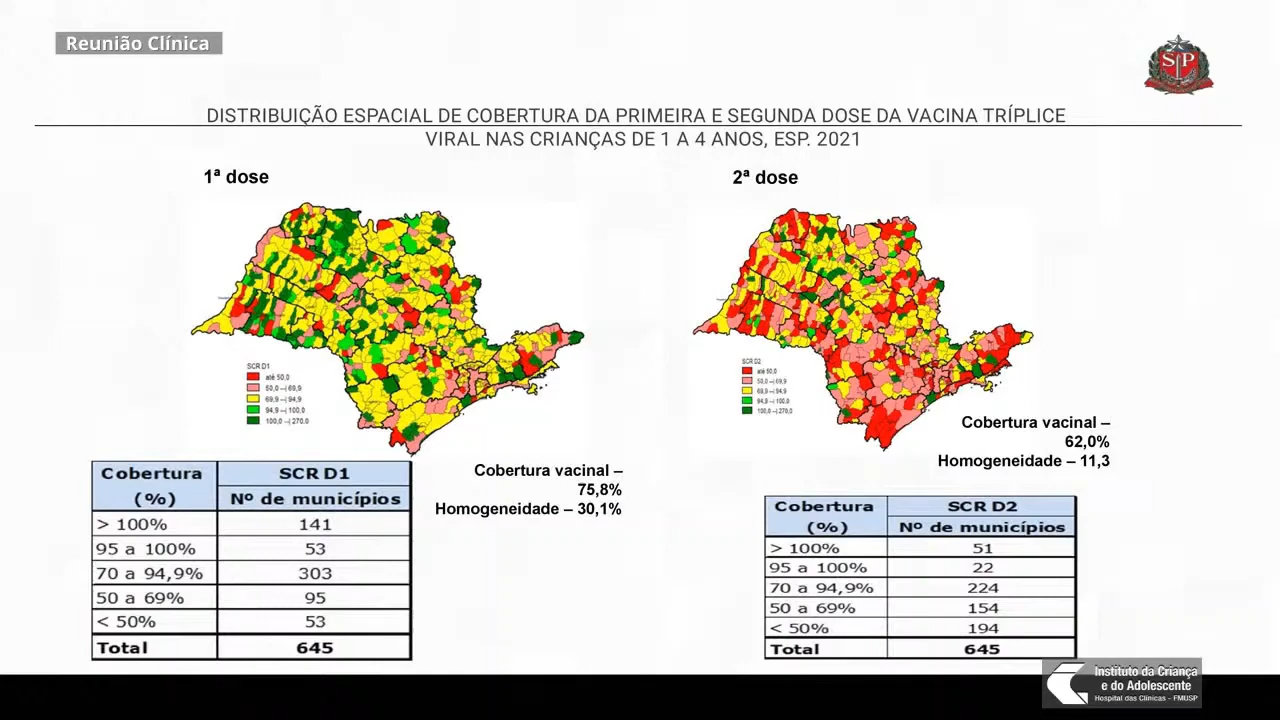 Reunião Clínica
SP
DISTRIBUIÇÃO ESPACIAL DE COBERTURA DA PRIMEIRA E SEGUNDA DOSE DA VACINA TRÍPLICE
VIRAL NAS CRIANÇAS DE 1 A 4 ANOS, ESP. 2021
1ª dose
SCR D1
até 50,0
50,0 --| 69,9
69,9 --| 94,9
94,9 --| 100,0
100,0 --| 270,0
Cobertura vacinal –
75,8%
Homogeneidade – 30,1%
Cobertura (%) SCR D1
Nº de municípios
> 100% 141
95 a 100% 53
70 a 94,9% 303
50 a 69% 95
< 50% 53
Total 645
2ª dose
SCR D2
até 50,0
50,0 --| 69,9
69,9 --| 94,9
94,9 --| 100,0
100,0 --| 270,0
Cobertura vacinal –
62,0%
Homogeneidade – 11,3
Cobertura (%) SCR D2
Nº de municípios
> 100% 51
95 a 100% 22
70 a 94,9% 224
50 a 69% 154
< 50% 194
Total 645
Instituto da Criança
e do Adolescente
Hospital das Clínicas - FMUSP